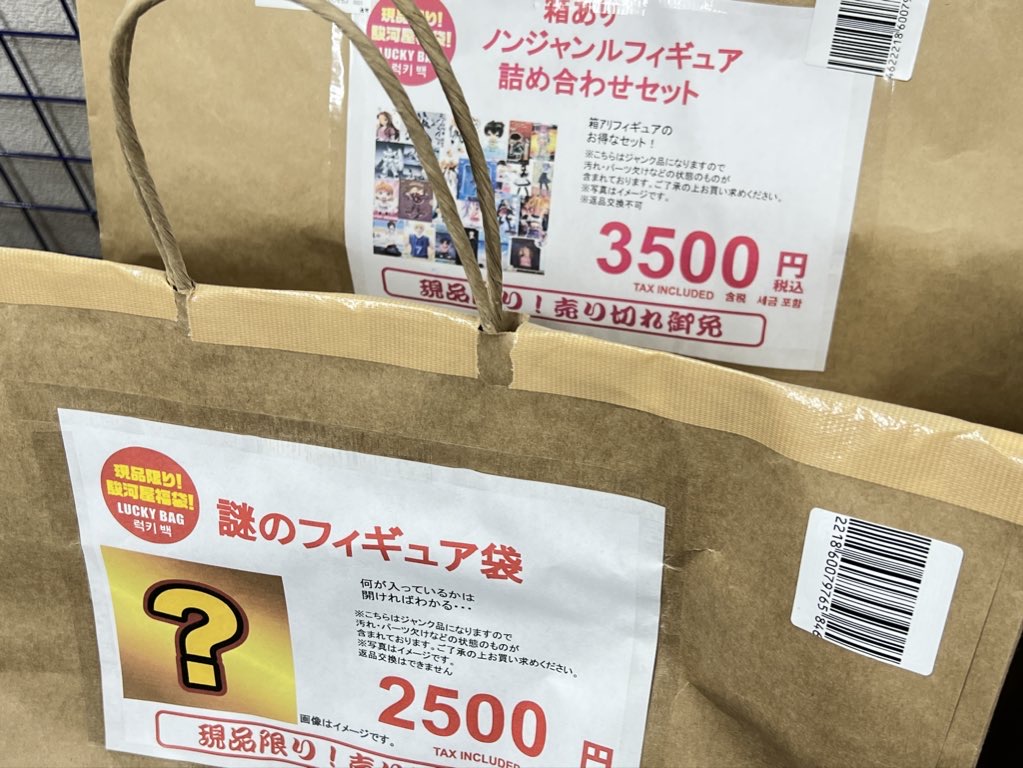 現品限り!
駿河屋福袋!
LUCKY BAG
럭키 백
箱あり
ノンジャンルフィギュア
詰め合わせセット
箱アリフィギュアの
お得なセット!
※こちらはジャンク品になりますので
汚れ・パーツ欠けなどの状態のものが
含まれております。ご了承の上お買い求めください。
※写真はイメージです。
※返品交換不可
3500円
税込
TAX INCLUDED 含税 세금 포함
現品限り!売り切れ御免
現品限り!
駿河屋福袋!
LUCKY BAG
럭키 백
謎のフィギュア袋
?
何が入っているかは
開ければわかる・・・
※こちらはジャンク品になりますので
汚れ・パーツ欠けなどの状態のものが
含まれております。ご了承の上お買い求めください。
※写真はイメージです。
返品交換はできません
画像はイメージです。
2500円
TAX INCLUDED
現品限り!売り